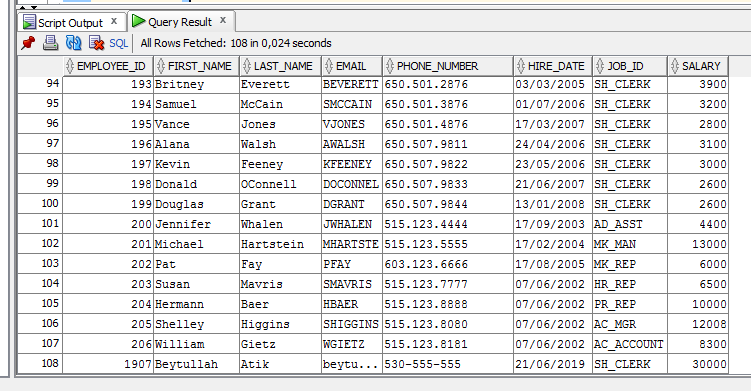 Script Output x Query Result x
SQL All Rows Fetched: 108 in 0,024 seconds
EMPLOYEE_ID FIRST_NAME LAST_NAME EMAIL PHONE_NUMBER HIRE_DATE JOB_ID SALARY
94 193 Britney Everett BEVERETT 650.501.2876 03/03/2005 SH_CLERK 3900
95 194 Samuel McCain SMCCAIN 650.501.3876 01/07/2006 SH_CLERK 3200
96 195 Vance Jones VJONES 650.501.4876 17/03/2007 SH_CLERK 2800
97 196 Alana Walsh AWALSH 650.507.9811 24/04/2006 SH_CLERK 3100
98 197 Kevin Feeney KFEENEY 650.507.9822 23/05/2006 SH_CLERK 3000
99 198 Donald OConnell DOCONNEL 650.507.9833 21/06/2007 SH_CLERK 2600
100 199 Douglas Grant DGRANT 650.507.9844 13/01/2008 SH_CLERK 2600
101 200 Jennifer Whalen JWHALEN 515.123.4444 17/09/2003 AD_ASST 4400
102 201 Michael Hartstein MHARTSTE 515.123.5555 17/02/2004 MK_MAN 13000
103 202 Pat Fay PFAY 603.123.6666 17/08/2005 MK_REP 6000
104 203 Susan Mavris SMAVRIS 515.123.7777 07/06/2002 HR_REP 6500
105 204 Hermann Baer HBAER 515.123.8888 07/06/2002 PR_REP 10000
106 205 Shelley Higgins SHIGGINS 515.123.8080 07/06/2002 AC_MGR 12008
107 206 William Gietz WGIETZ 515.123.8181 07/06/2002 AC_ACCOUNT 8300
108 1907 Beytullah Atik beytu... 530-555-555 21/06/2019 SH_CLERK 30000